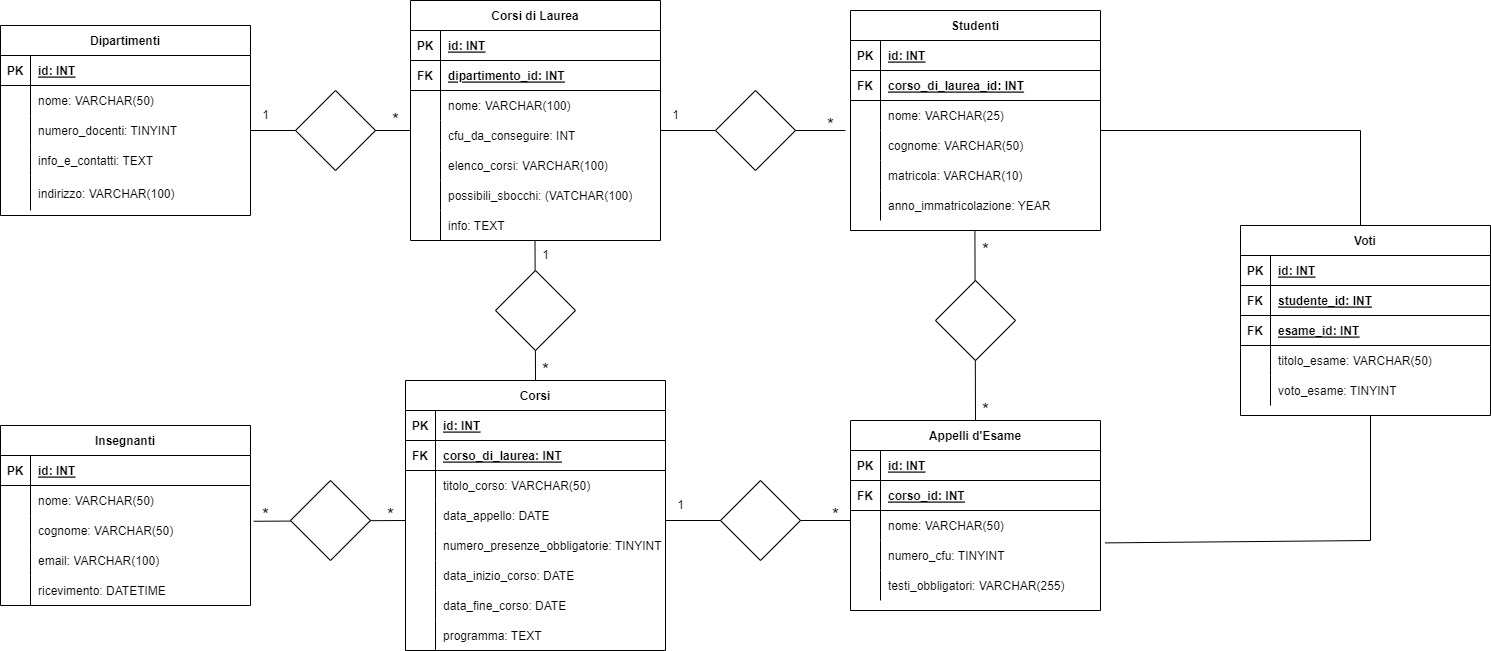 Dipartimenti
PK id: INT
nome: VARCHAR(50)
numero_docenti: TINYINT
info_e_contatti: TEXT
indirizzo: VARCHAR(100)
1
*
Corsi di Laurea
PK id: INT
FK dipartimento_id: INT
nome: VARCHAR(100)
cfu_da_conseguire: INT
elenco_corsi: VARCHAR(100)
possibili_sbocchi: (VATCHAR(100)
info: TEXT
1
*
Studenti
PK id: INT
FK corso_di_laurea_id: INT
nome: VARCHAR(25)
cognome: VARCHAR(50)
matricola: VARCHAR(10)
anno_immatricolazione: YEAR
Voti
PK id: INT
FK studente_id: INT
FK esame_id: INT
titolo_esame: VARCHAR(50)
voto_esame: TINYINT
1
*
*
*
Insegnanti
PK id: INT
nome: VARCHAR(50)
cognome: VARCHAR(50)
email: VARCHAR(100)
ricevimento: DATETIME
*
*
Corsi
PK id: INT
FK corso_di_laurea: INT
titolo_corso: VARCHAR(50)
data_appello: DATE
numero_presenze_obbligatorie: TINYINT
data_inizio_corso: DATE
data_fine_corso: DATE
programma: TEXT
1
*
Appelli d'Esame
PK id: INT
FK corso_id: INT
nome: VARCHAR(50)
numero_cfu: TINYINT
testi_obbligatori: VARCHAR(255)